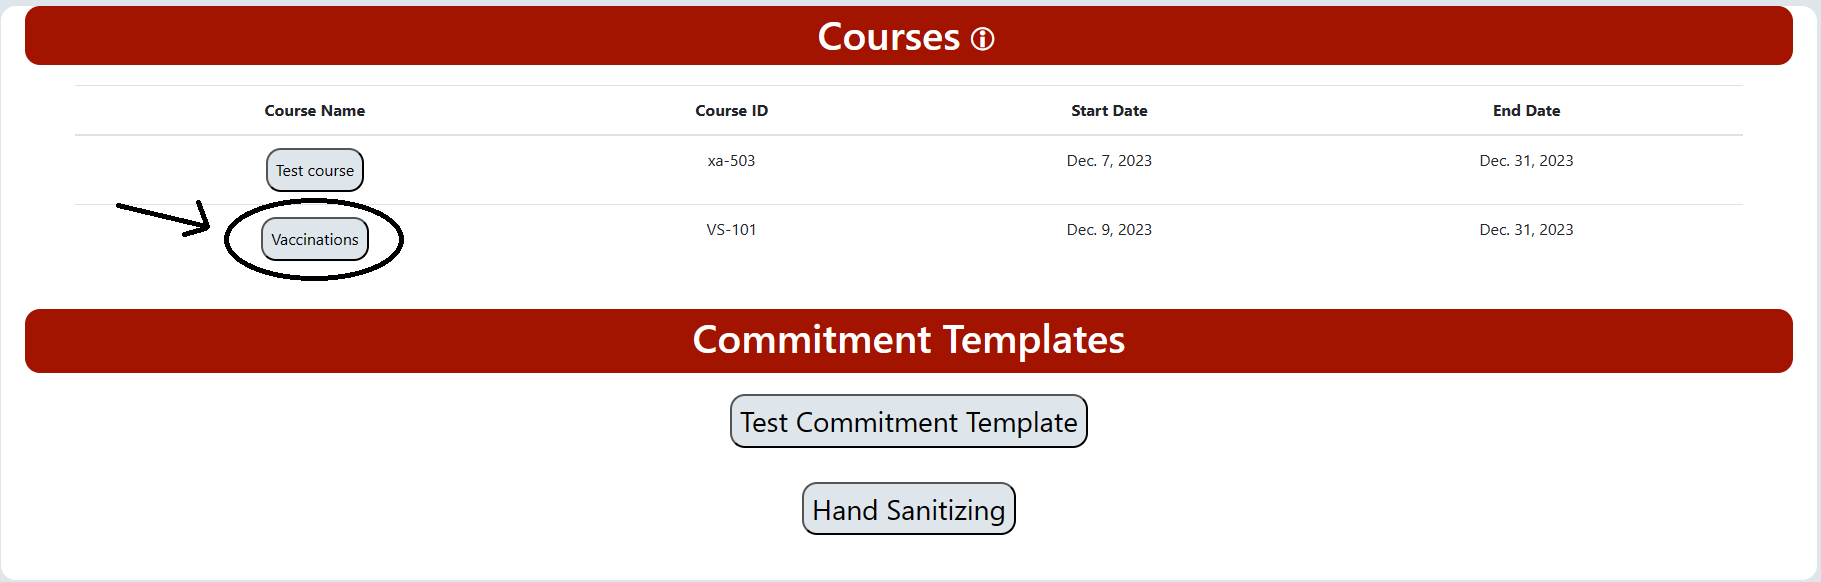 Courses
Course Name Course ID Start Date End Date
Test course xa-503 Dec. 7, 2023 Dec. 31, 2023
Vaccinations VS-101 Dec. 9, 2023 Dec. 31, 2023
Commitment Templates
Test Commitment Template
Hand Sanitizing